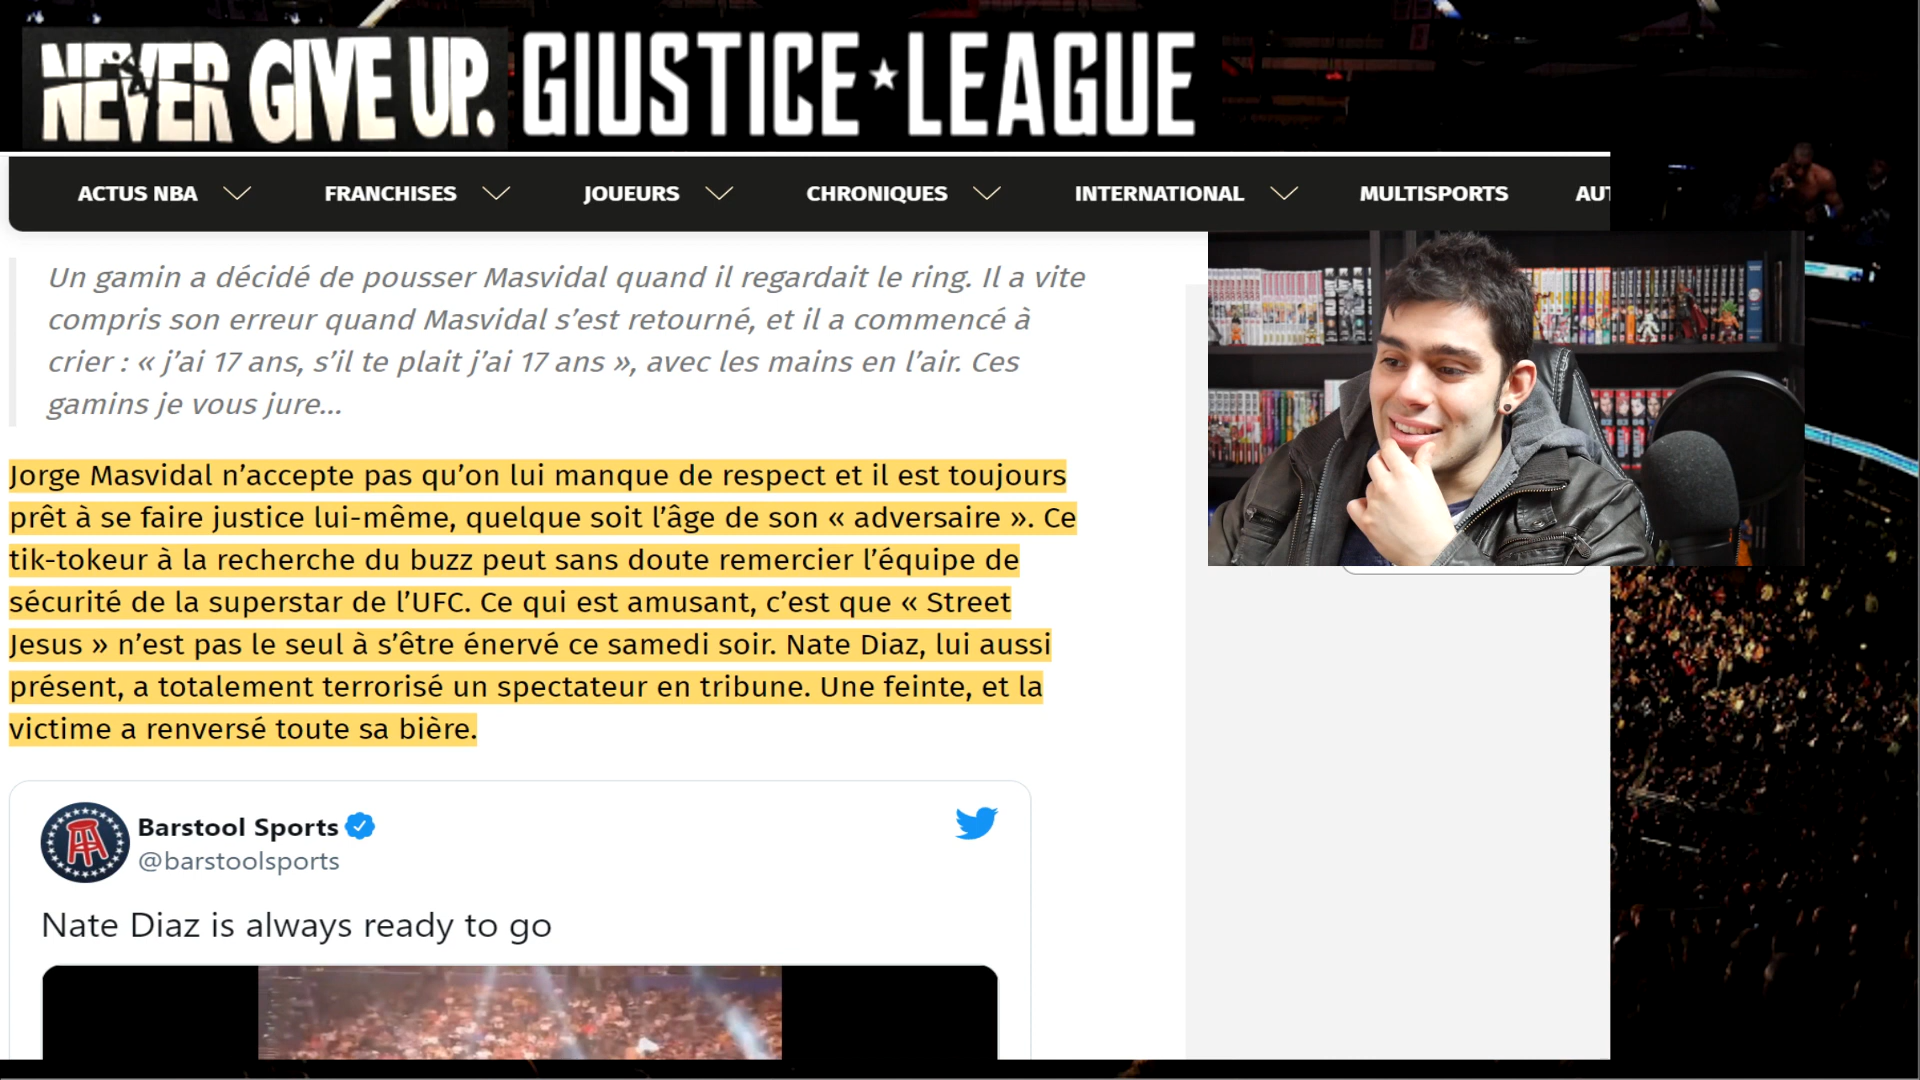 NEVER GIVE UP. GIUSTICE★LEAGUE
ACTUS NBA FRANCHISES JOUEURS CHRONIQUES INTERNATIONAL MULTISPORTS AUT
Un gamin a décidé de pousser Masvidal quand il regardait le ring. Il a vite
compris son erreur quand Masvidal s’est retourné, et il a commencé à
crier : « j’ai 17 ans, s’il te plait j’ai 17 ans », avec les mains en l’air. Ces
gamins je vous jure...
Jorge Masvidal n’accepte pas qu’on lui manque de respect et il est toujours
prêt à se faire justice lui-même, quelque soit l’âge de son « adversaire ». Ce
tik-tokeur à la recherche du buzz peut sans doute remercier l’équipe de
sécurité de la superstar de l’UFC. Ce qui est amusant, c’est que « Street
Jesus » n’est pas le seul à s’être énervé ce samedi soir. Nate Diaz, lui aussi
présent, a totalement terrorisé un spectateur en tribune. Une feinte, et la
victime a renversé toute sa bière.
Barstool Sports
@barstoolsports
Nate Diaz is always ready to go